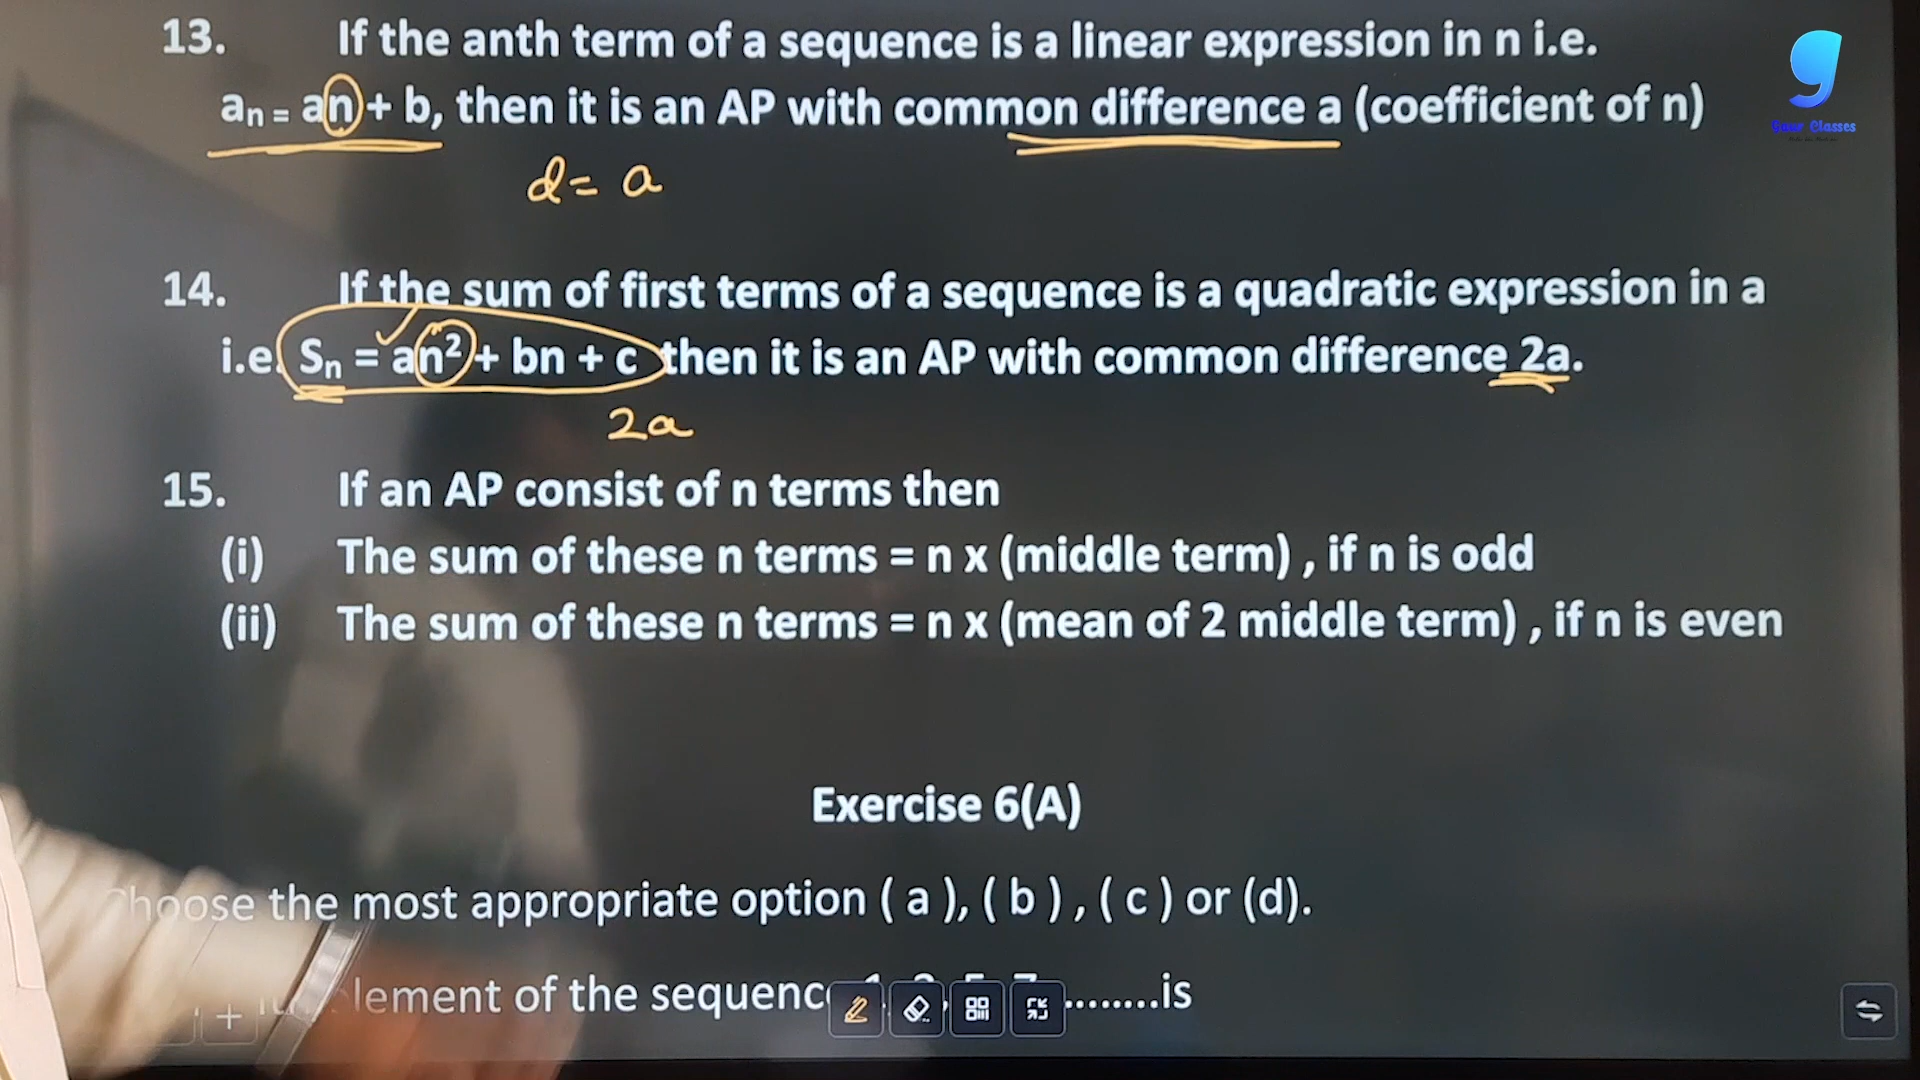 13. If the anth term of a sequence is a linear expression in n i.e.
an = an + b, then it is an AP with common difference a (coefficient of n)
d = a
14. If the sum of first terms of a sequence is a quadratic expression in a
i.e. Sn = an² + bn + c then it is an AP with common difference 2a.
2a
15. If an AP consist of n terms then
(i) The sum of these n terms = n x (middle term) , if n is odd
(ii) The sum of these n terms = n x (mean of 2 middle term) , if n is even
Exercise 6(A)
Choose the most appropriate option ( a ), ( b ) , ( c ) or (d).
element of the sequence ........is
g
Gaur Classes